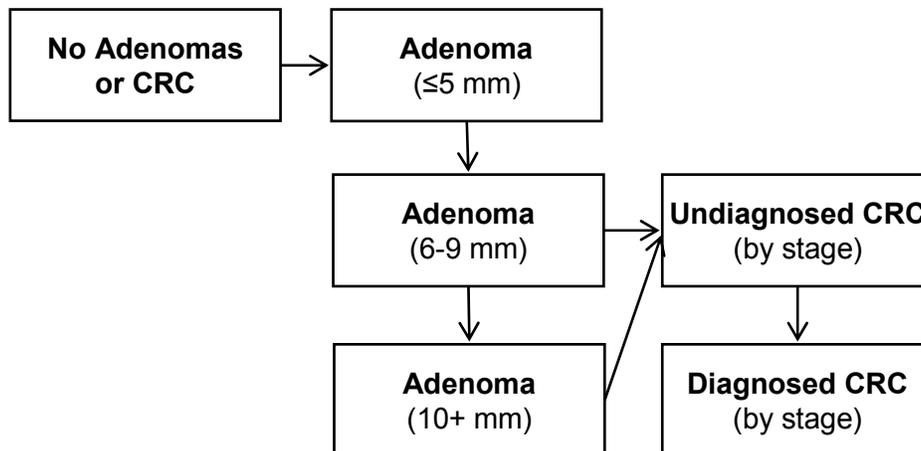 No Adenomas
or CRC
Adenoma
(≤5 mm)
Adenoma
(6-9 mm)
Undiagnosed CRC
(by stage)
Adenoma
(10+ mm)
Diagnosed CRC
(by stage)